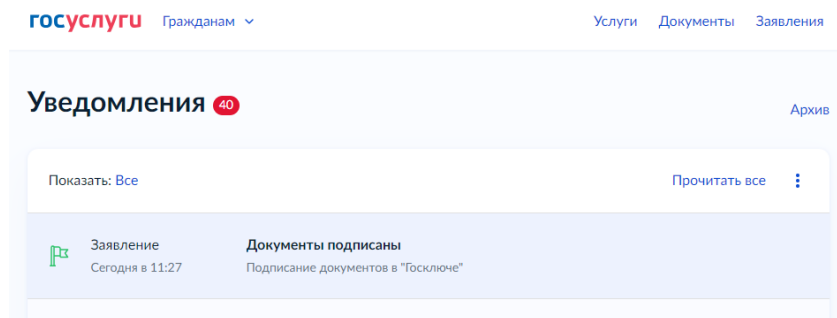 госуслуги Гражданам Услуги Документы Заявления
Уведомления 40
Архив
Показать: Все Прочитать все
Заявление Документы подписаны
Сегодня в 11:27 Подписание документов в "Госключе"